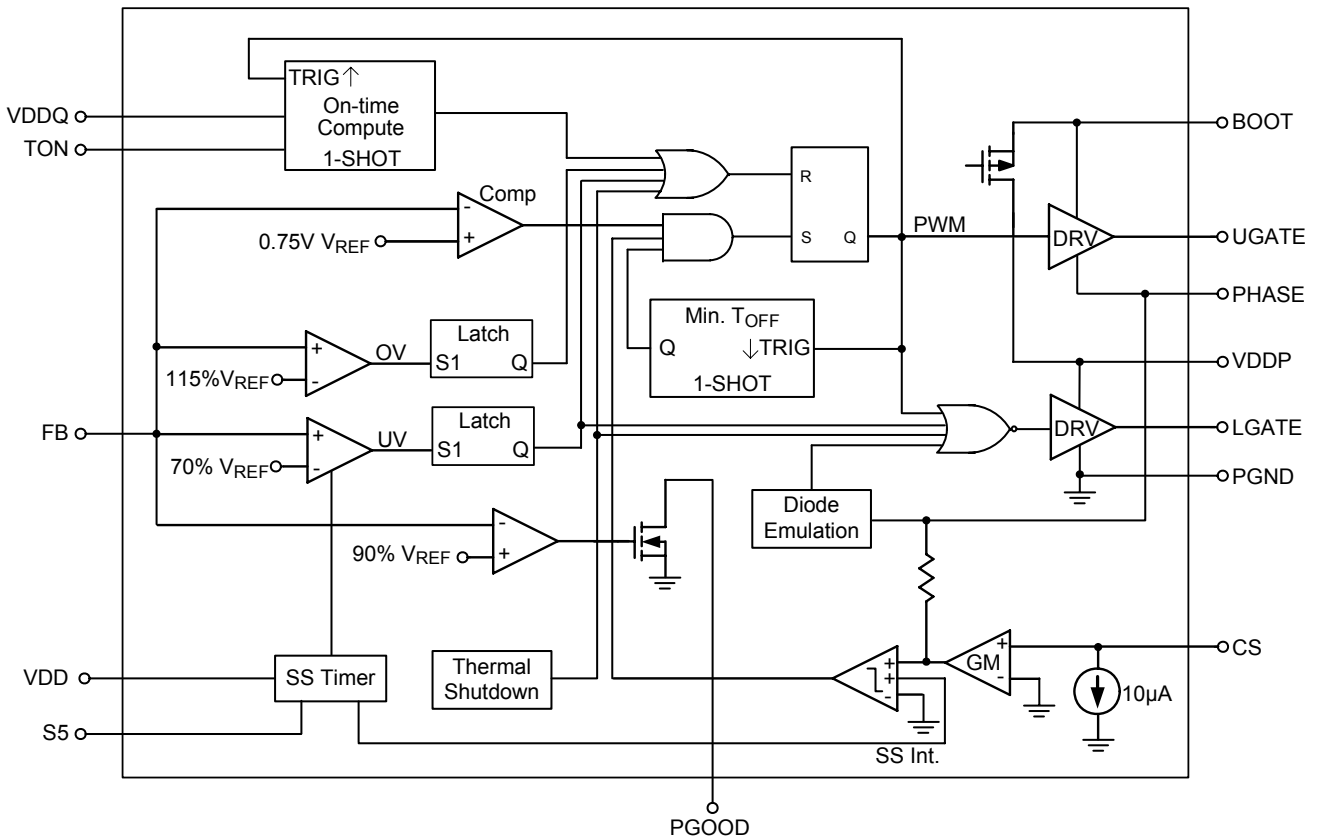 TRIG↑
On-time
Compute
1-SHOT
VDDQ
TON
BOOT
Comp
-
+
0.75V VREF
R
S
Q
PWM
DRV
UGATE
PHASE
Min. TOFF
Q
↓TRIG
1-SHOT
+
-
OV
115%VREF
Latch
S1
Q
VDDP
FB
+
-
UV
70% VREF
Latch
S1
Q
DRV
LGATE
PGND
Diode
Emulation
-
+
90% VREF
VDD
S5
SS Timer
Thermal
Shutdown
+
+
-
SS Int.
GM
+
-
CS
10µA
PGOOD